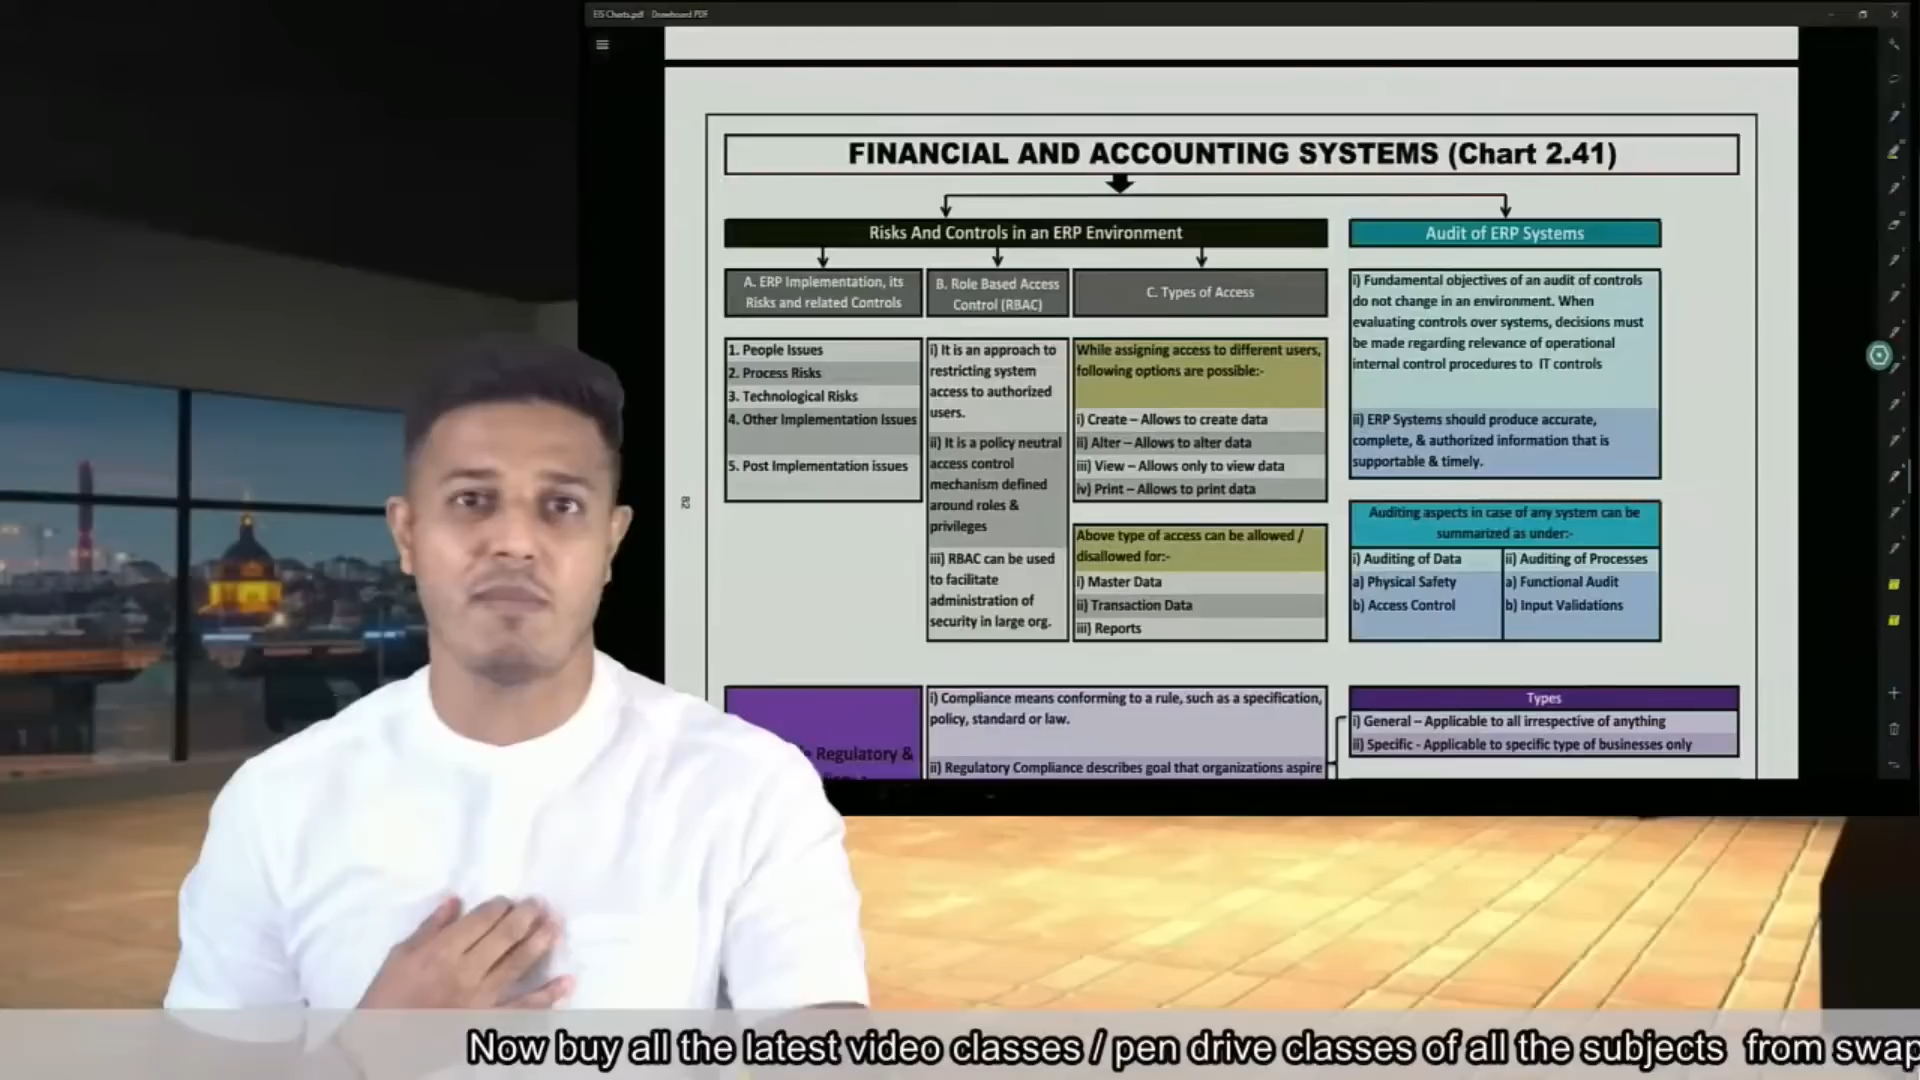 EIS Charts.pdf - Drawboard PDF
FINANCIAL AND ACCOUNTING SYSTEMS (Chart 2.41)
Risks And Controls in an ERP Environment
Audit of ERP Systems
A. ERP Implementation, its
Risks and related Controls
B. Role Based Access
Control (RBAC)
C. Types of Access
1. People Issues
2. Process Risks
3. Technological Risks
4. Other Implementation Issues
5. Post Implementation issues
i) It is an approach to
restricting system
access to authorized
users.
ii) It is a policy neutral
access control
mechanism defined
around roles &
privileges
iii) RBAC can be used
to facilitate
administration of
security in large org.
While assigning access to different users,
following options are possible:-
i) Create – Allows to create data
ii) Alter – Allows to alter data
iii) View – Allows only to view data
iv) Print – Allows to print data
Above type of access can be allowed /
disallowed for:-
i) Master Data
ii) Transaction Data
iii) Reports
i) Fundamental objectives of an audit of controls
do not change in an environment. When
evaluating controls over systems, decisions must
be made regarding relevance of operational
internal control procedures to IT controls
ii) ERP Systems should produce accurate,
complete, & authorized information that is
supportable & timely.
Auditing aspects in case of any system can be
summarized as under:-
i) Auditing of Data
a) Physical Safety
b) Access Control
ii) Auditing of Processes
a) Functional Audit
b) Input Validations
82
Regulatory &
i) Compliance means conforming to a rule, such as a specification,
policy, standard or law.
ii) Regulatory Compliance describes goal that organizations aspire
Types
i) General – Applicable to all irrespective of anything
ii) Specific - Applicable to specific type of businesses only
Now buy all the latest video classes / pen drive classes of all the subjects from swap